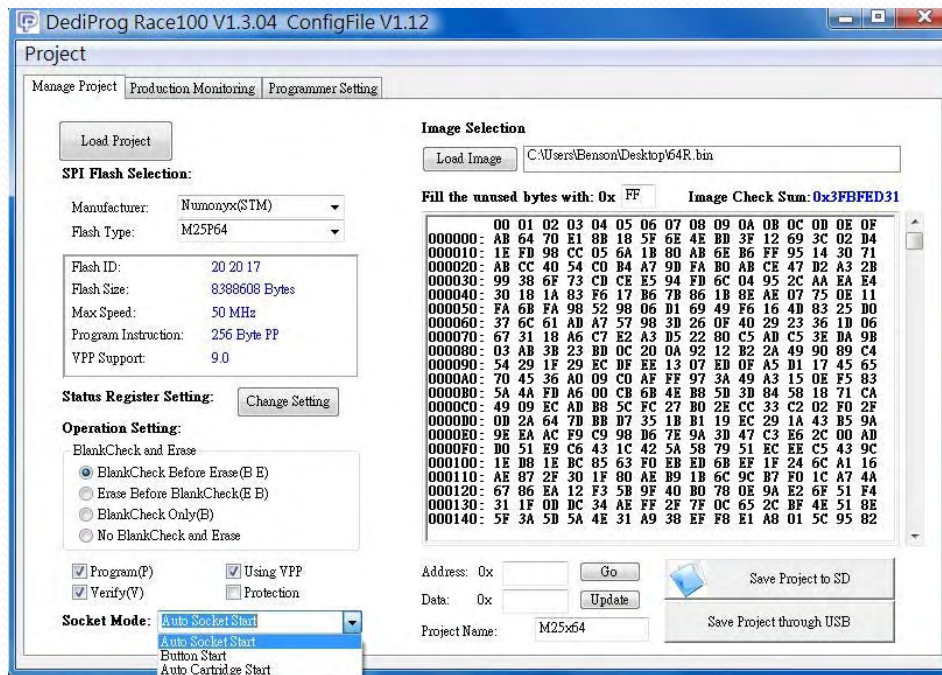 DediProg Race100 V1.3.04 ConfigFile V1.12
Project
Manage Project Production Monitoring Programmer Setting
Load Project
SPI Flash Selection:
Manufacturer: Numonyx(STM)
Flash Type: M25P64
Flash ID: 20 20 17
Flash Size: 8388608 Bytes
Max Speed: 50 MHz
Program Instruction: 256 Byte PP
VPP Support: 9.0
Status Register Setting: Change Setting
Operation Setting:
BlankCheck and Erase
BlankCheck Before Erase(B E)
Erase Before BlankCheck(E B)
BlankCheck Only(B)
No BlankCheck and Erase
Program(P) Using VPP
Verify(V) Protection
Socket Mode: Auto Socket Start
Auto Socket Start
Button Start
Auto Cartridge Start
Image Selection
Load Image C:\Users\Benson\Desktop\64R.bin
Fill the unused bytes with: 0x FF Image Check Sum: 0x3FBFED31
00 01 02 03 04 05 06 07 08 09 0A 0B 0C 0D 0E 0F
000000: AB 64 70 E1 8B 18 5F 6E 4E BD 3F 12 69 3C 02 D4
000010: 1E FD 98 CC 05 6A 1B 80 AB 6E B6 FF 95 14 30 71
000020: AB CC 40 54 C0 B4 A7 9D FA B0 AB CE 47 D2 A3 2B
000030: 99 38 6F 73 CD CE E5 94 FD 6C 04 95 2C AA EA E4
000040: 30 18 1A 83 F6 17 B6 7B 86 1B 8E AE 07 75 0E 11
000050: FA 6B FA 98 52 98 06 D1 69 49 F6 16 4D 83 25 D0
000060: 37 6C 61 AD A7 57 98 3D 26 0F 40 29 23 36 1D 06
000070: 67 31 18 A6 C7 E2 A3 D5 22 80 C5 AD C5 3E DA 9B
000080: 03 AB 3B 23 BD 0C 20 0A 92 12 B2 2A 49 90 89 C4
000090: 54 29 1F 29 EC DF EE 13 07 ED 0F A5 D1 17 45 65
0000A0: 70 45 36 A0 09 C0 AF FF 97 3A 49 A3 15 0E F5 83
0000B0: 5A 4A FD A6 00 CB 6B 4E B8 5D 3D 84 58 18 71 CA
0000C0: 49 09 EC AD B8 5C FC 27 B0 2E CC 33 C2 02 F0 2F
0000D0: 0D 2A 64 7D BB D7 35 1B B1 19 EC 29 1A 43 B5 9A
0000E0: 9E EA AC F9 C9 98 D6 7E 9A 3D 47 C3 E6 2C 00 AD
0000F0: D0 51 E9 C6 43 1C 42 5A 58 79 51 EC EE C5 43 9C
000100: 1E D8 1E BC 85 63 F0 EB ED 6B EF 1F 24 6C A1 16
000110: AE 87 2F 30 1F 80 AE B9 1B 6C 9C B7 F0 1C A7 4A
000120: 67 86 EA 12 F3 5B 9F 40 B0 78 0E 9A E2 6F 51 F4
000130: 31 1F 0D DC 34 AE FF 2F 7F 0C 65 2C BF 4E 51 8E
000140: 5F 3A 5D 5A 4E 31 A9 38 EF F8 E1 A8 01 5C 95 82
Address: 0x Go
Data: 0x Update
Project Name: M25x64
Save Project to SD
Save Project through USB